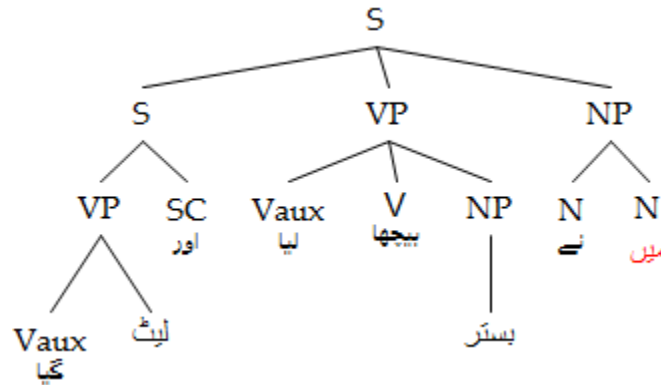 S
S VP NP
VP SC Vaux V NP N N
میں نے بیچھا لیا اور
Vaux لیٹ بستر
گیا